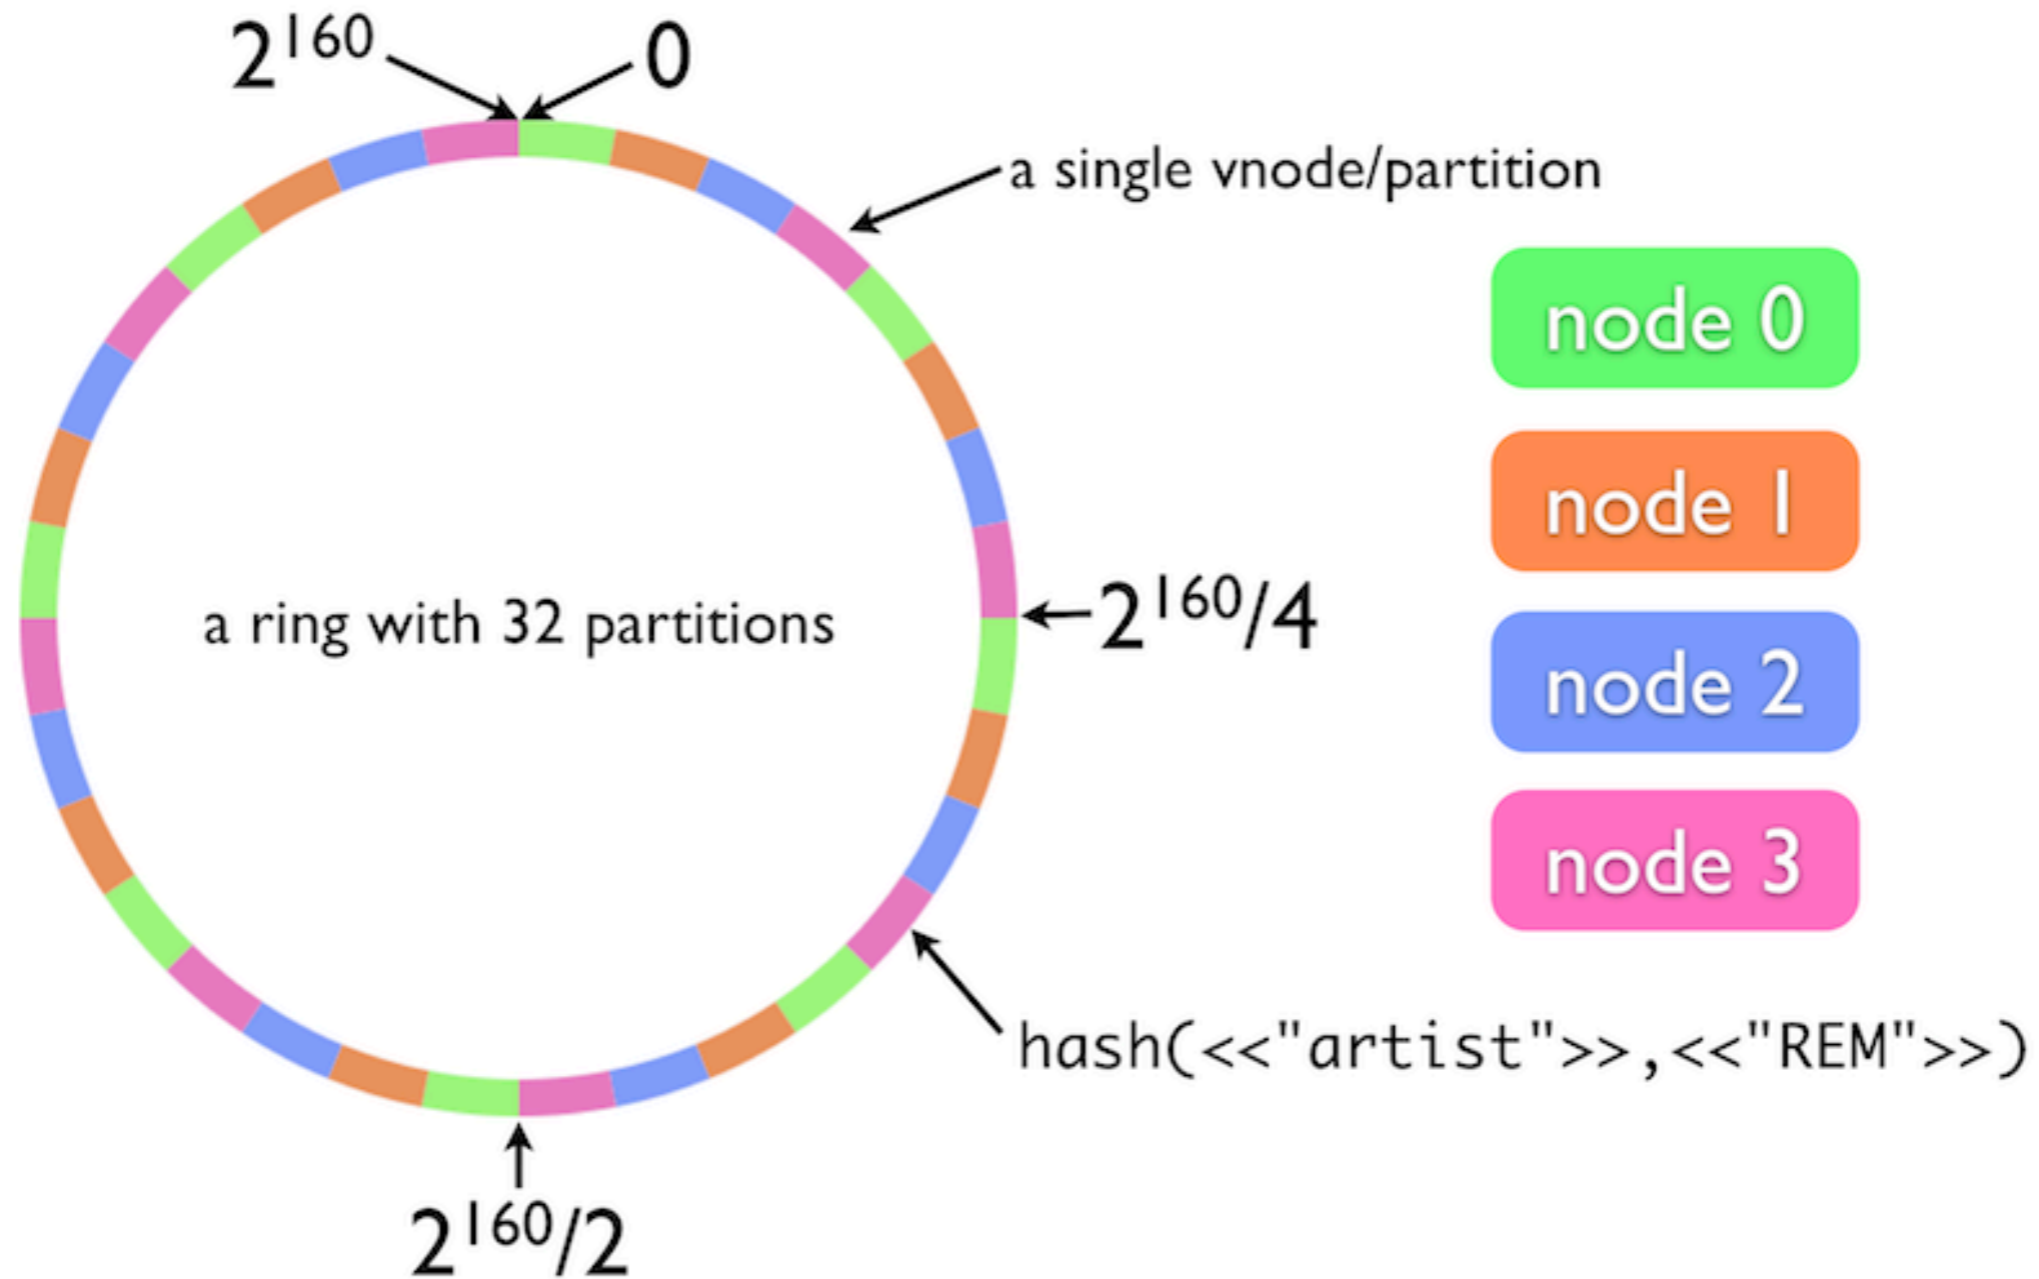 2^160
0
a single vnode/partition
node 0
node 1
a ring with 32 partitions
2^160/4
node 2
node 3
hash(<<"artist">>,<<"REM">>)
2^160/2